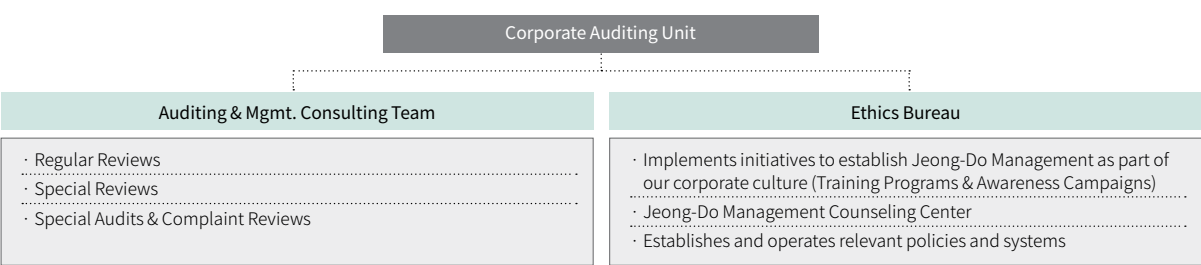 Corporate Auditing Unit
Auditing & Mgmt. Consulting Team
· Regular Reviews
· Special Reviews
· Special Audits & Complaint Reviews
Ethics Bureau
· Implements initiatives to establish Jeong-Do Management as part of
our corporate culture (Training Programs & Awareness Campaigns)
· Jeong-Do Management Counseling Center
· Establishes and operates relevant policies and systems